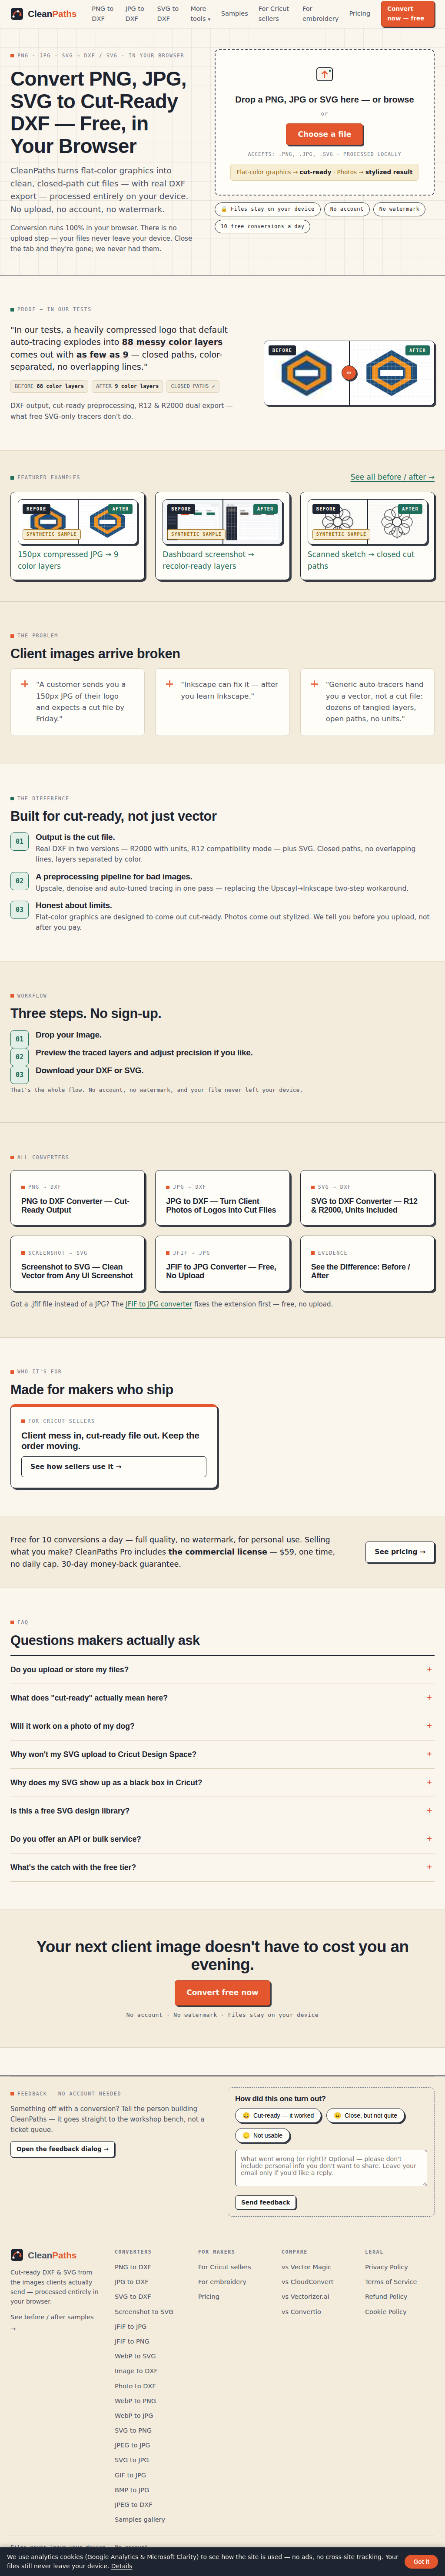 CleanPaths
PNG to DXF
JPG to DXF
SVG to DXF
More tools ▾
Samples
For Cricut sellers
For embroidery
Pricing
Convert now — free
PNG · JPG · SVG → DXF / SVG · IN YOUR BROWSER
Convert PNG, JPG,
SVG to Cut-Ready
DXF — Free, in
Your Browser
CleanPaths turns flat-color graphics into
clean, closed-path cut files — with real DXF
export — processed entirely on your device.
No upload, no account, no watermark.
Conversion runs 100% in your browser. There is no
upload step — your files never leave your device. Close
the tab and they're gone; we never had them.
Drop a PNG, JPG or SVG here — or browse
— or —
Choose a file
ACCEPTS: .PNG, .JPG, .SVG · PROCESSED LOCALLY
Flat-color graphics → cut-ready · Photos → stylized result
🔒 Files stay on your device
No account
No watermark
10 free conversions a day
PROOF — IN OUR TESTS
"In our tests, a heavily compressed logo that default
auto-tracing explodes into 88 messy color layers
comes out with as few as 9 — closed paths, color-
separated, no overlapping lines."
BEFORE 88 color layers
AFTER 9 color layers
CLOSED PATHS ✓
DXF output, cut-ready preprocessing, R12 & R2000 dual export —
what free SVG-only tracers don't do.
BEFORE
AFTER
FEATURED EXAMPLES
See all before / after →
BEFORE
AFTER
SYNTHETIC SAMPLE
150px compressed JPG → 9
color layers
BEFORE
AFTER
SYNTHETIC SAMPLE
Dashboard screenshot →
recolor-ready layers
BEFORE
AFTER
SYNTHETIC SAMPLE
Scanned sketch → closed cut
paths
THE PROBLEM
Client images arrive broken
"A customer sends you a
150px JPG of their logo
and expects a cut file by
Friday."
"Inkscape can fix it — after
you learn Inkscape."
"Generic auto-tracers hand
you a vector, not a cut file:
dozens of tangled layers,
open paths, no units."
THE DIFFERENCE
Built for cut-ready, not just vector
01
Output is the cut file.
Real DXF in two versions — R2000 with units, R12 compatibility mode — plus SVG. Closed paths, no overlapping
lines, layers separated by color.
02
A preprocessing pipeline for bad images.
Upscale, denoise and auto-tuned tracing in one pass — replacing the Upscayl→Inkscape two-step workaround.
03
Honest about limits.
Flat-color graphics are designed to come out cut-ready. Photos come out stylized. We tell you before you upload, not
after you pay.
WORKFLOW
Three steps. No sign-up.
01
Drop your image.
02
Preview the traced layers and adjust precision if you like.
03
Download your DXF or SVG.
That's the whole flow. No account, no watermark, and your file never left your device.
ALL CONVERTERS
PNG → DXF
PNG to DXF Converter — Cut-
Ready Output
JPG → DXF
JPG to DXF — Turn Client
Photos of Logos into Cut Files
SVG → DXF
SVG to DXF Converter — R12
& R2000, Units Included
SCREENSHOT → SVG
Screenshot to SVG — Clean
Vector from Any UI Screenshot
JFIF → JPG
JFIF to JPG Converter — Free,
No Upload
EVIDENCE
See the Difference: Before /
After
Got a .jfif file instead of a JPG? The JFIF to JPG converter fixes the extension first — free, no upload.
WHO IT'S FOR
Made for makers who ship
FOR CRICUT SELLERS
Client mess in, cut-ready file out. Keep the
order moving.
See how sellers use it →
Free for 10 conversions a day — full quality, no watermark, for personal use. Selling
what you make? CleanPaths Pro includes the commercial license — $59, one time,
no daily cap. 30-day money-back guarantee.
See pricing →
FAQ
Questions makers actually ask
Do you upload or store my files? +
What does "cut-ready" actually mean here? +
Will it work on a photo of my dog? +
Why won't my SVG upload to Cricut Design Space? +
Why does my SVG show up as a black box in Cricut? +
Is this a free SVG design library? +
Do you offer an API or bulk service? +
What's the catch with the free tier? +
Your next client image doesn't have to cost you an
evening.
Convert free now
No account · No watermark · Files stay on your device
FEEDBACK — NO ACCOUNT NEEDED
Something off with a conversion? Tell the person building
CleanPaths — it goes straight to the workshop bench, not a
ticket queue.
Open the feedback dialog →
How did this one turn out?
Cut-ready — it worked
Close, but not quite
Not usable
What went wrong (or right)? Optional — please don't
include personal info you don't want to share. Leave your
email only if you'd like a reply.
Send feedback
CleanPaths
Cut-ready DXF & SVG from
the images clients actually
send — processed entirely in
your browser.
See before / after samples
→
CONVERTERS
PNG to DXF
JPG to DXF
SVG to DXF
Screenshot to SVG
JFIF to JPG
JFIF to PNG
WebP to SVG
Image to DXF
Photo to DXF
WebP to PNG
WebP to JPG
SVG to PNG
JPEG to JPG
SVG to JPG
GIF to JPG
BMP to JPG
JPEG to DXF
Samples gallery
FOR MAKERS
For Cricut sellers
For embroidery
Pricing
COMPARE
vs Vector Magic
vs CloudConvert
vs Vectorizer.ai
vs Convertio
LEGAL
Privacy Policy
Terms of Service
Refund Policy
Cookie Policy
We use analytics cookies (Google Analytics & Microsoft Clarity) to see how the site is used — no ads, no cross-site tracking. Your
files still never leave your device. Details
Got it